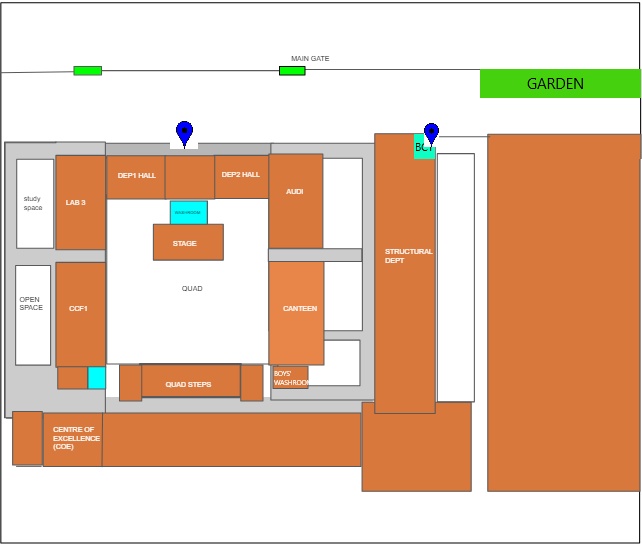 MAIN GATE
GARDEN
DEP1 HALL
DEP2 HALL
study
space
LAB 3
AUDI
STAGE
STRUCTURAL
DEPT
QUAD
OPEN
SPACE
CCF1
CANTEEN
QUAD STEPS
BOYS'
WASHROOM
CENTRE OF
EXCELLENCE
(COE)